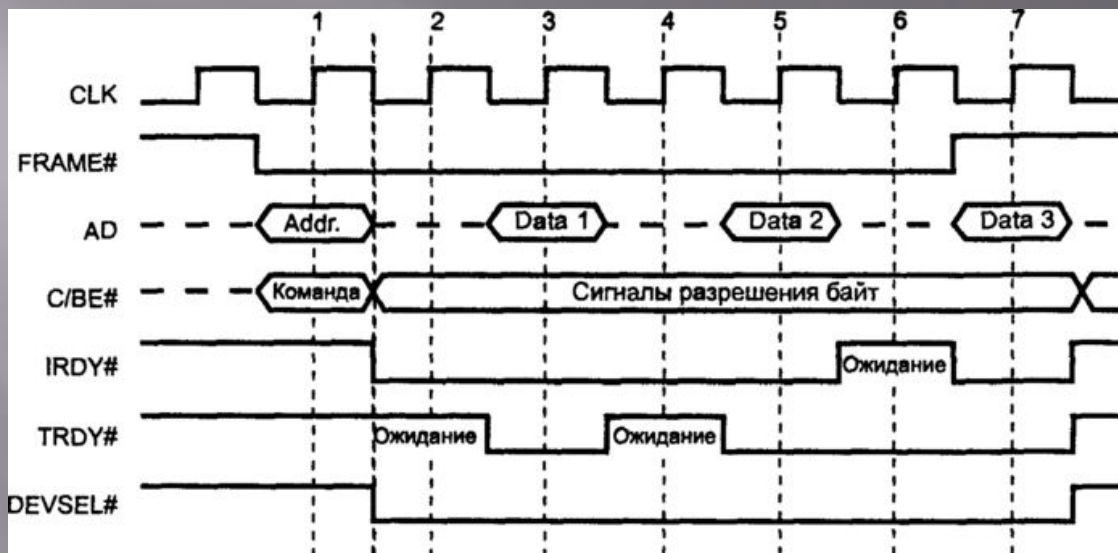 1 2 3 4 5 6 7
CLK
FRAME#
AD Addr. Data 1 Data 2 Data 3
C/BE# Команда Сигналы разрешения байт
IRDY# Ожидание
TRDY# Ожидание Ожидание
DEVSEL#